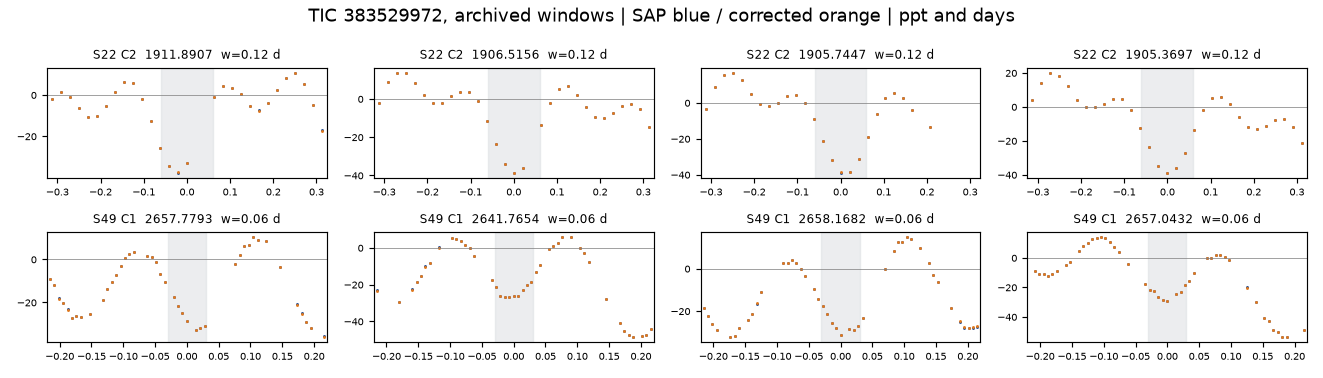 TIC 383529972, archived windows | SAP blue / corrected orange | ppt and days
S22 C2 1911.8907 w=0.12 d
S22 C2 1906.5156 w=0.12 d
S22 C2 1905.7447 w=0.12 d
S22 C2 1905.3697 w=0.12 d
0
−20
−0.3 −0.2 −0.1 0.0 0.1 0.2 0.3
0
−20
−40
−0.3 −0.2 −0.1 0.0 0.1 0.2 0.3
0
−20
−40
−0.3 −0.2 −0.1 0.0 0.1 0.2 0.3
20
0
−20
−40
−0.3 −0.2 −0.1 0.0 0.1 0.2 0.3
S49 C1 2657.7793 w=0.06 d
S49 C1 2641.7654 w=0.06 d
S49 C1 2658.1682 w=0.06 d
S49 C1 2657.0432 w=0.06 d
0
−20
−0.20 −0.15 −0.10 −0.05 0.00 0.05 0.10 0.15 0.20
0
−20
−40
−0.20 −0.15 −0.10 −0.05 0.00 0.05 0.10 0.15 0.20
0
−20
−0.20 −0.15 −0.10 −0.05 0.00 0.05 0.10 0.15 0.20
0
−20
−40
−0.20 −0.15 −0.10 −0.05 0.00 0.05 0.10 0.15 0.20